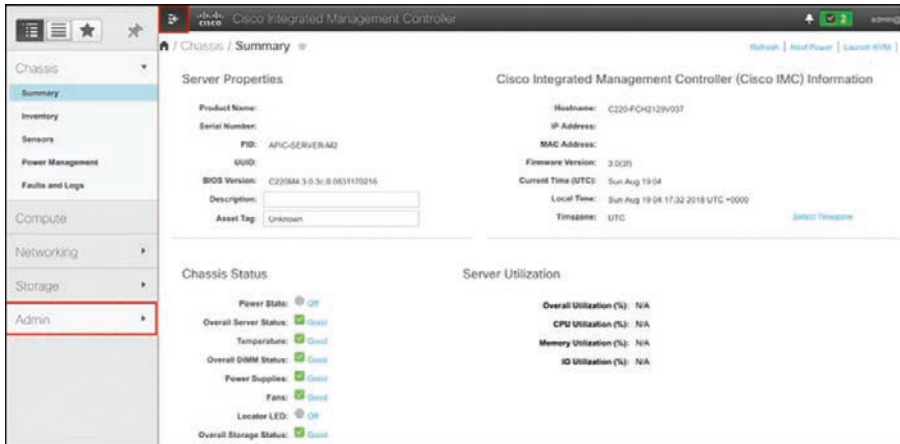 cisco Cisco Integrated Management Controller
2
/ Chassis / Summary
Refresh | Host Power | Launch KVM |
Chassis
Summary
Inventory
Sensors
Power Management
Faults and Logs
Compute
Networking
Storage
Admin
Server Properties
Product Name:
Serial Number:
PID: APIC-SERVER-M2
UUID:
BIOS Version: C220M4.3.0.3c.0.0831170216
Description:
Asset Tag: Unknown
Cisco Integrated Management Controller (Cisco IMC) Information
Hostname: C220-FCH2129V037
IP Address:
MAC Address:
Firmware Version: 3.0(3f)
Current Time (UTC): Sun Aug 19 04
Local Time: Sun Aug 19 04:17:32 2018 UTC +0000
Timezone: UTC Select Timezone
Chassis Status
Power State: Off
Overall Server Status: Good
Temperature: Good
Overall DIMM Status: Good
Power Supplies: Good
Fans: Good
Locator LED: Off
Overall Storage Status: Good
Server Utilization
Overall Utilization (%): N/A
CPU Utilization (%): N/A
Memory Utilization (%): N/A
IO Utilization (%): N/A